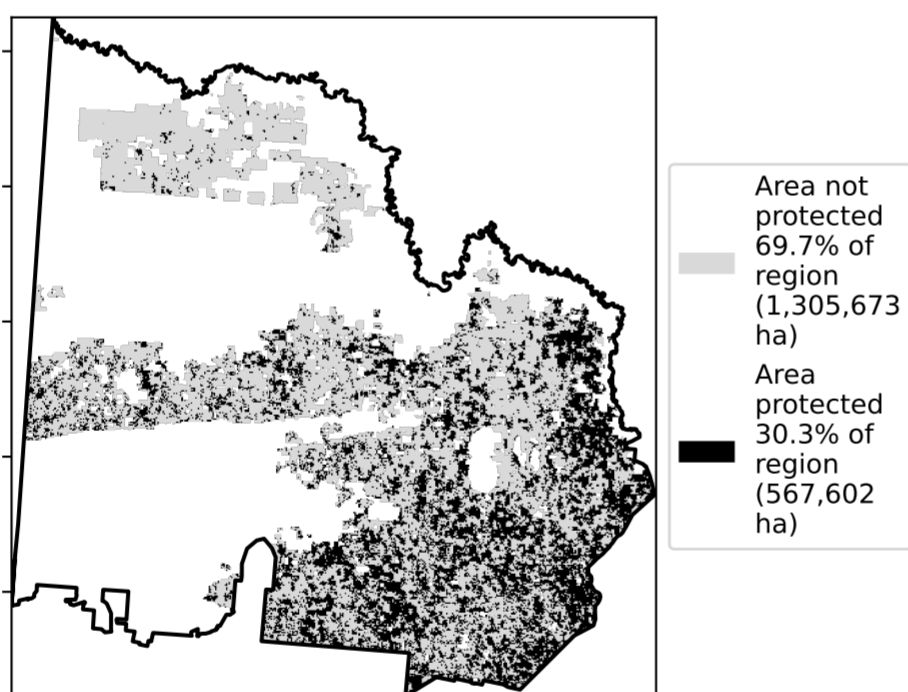 Area not
protected
69.7% of
region
(1,305,673
ha)
Area
protected
30.3% of
region
(567,602
ha)